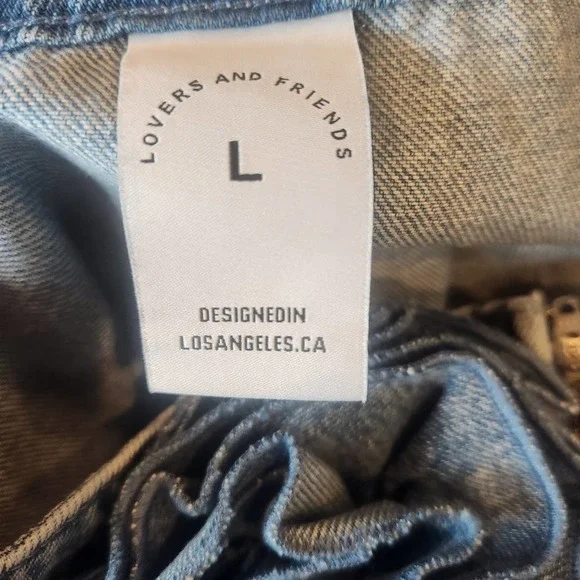 LOVERS AND FRIENDS
L
DESIGNEDIN
LOSANGELES.CA